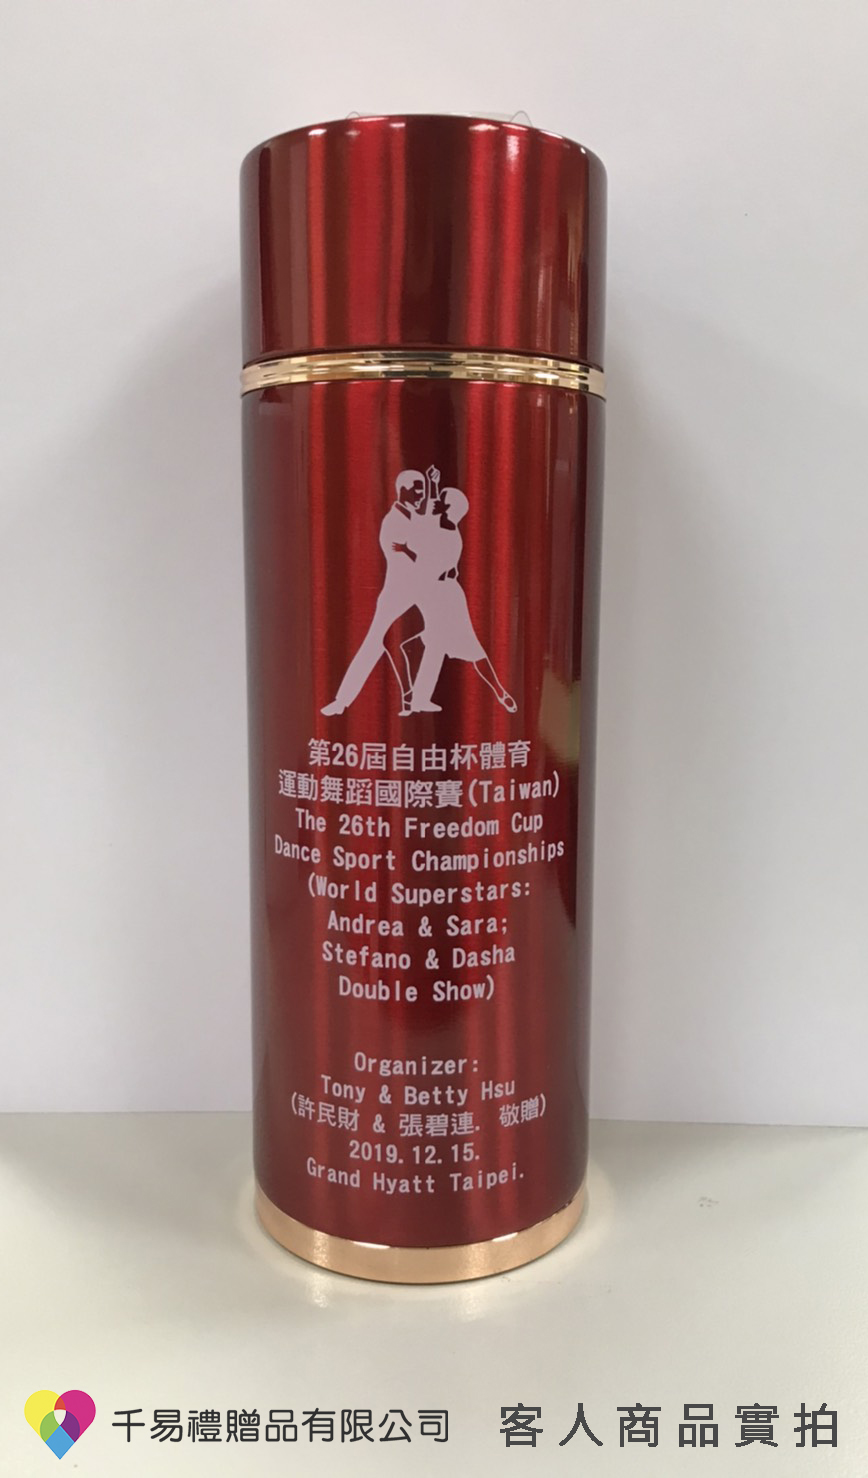 第26屆自由杯體育
運動舞蹈國際賽(Taiwan)
The 26th Freedom Cup
Dance Sport Championships
(World Superstars:
Andrea & Sara;
Stefano & Dasha
Double Show)
Organizer:
Tony & Betty Hsu
(許民財 & 張碧連. 敬贈)
2019.12.15.
Grand Hyatt Taipei.
千易禮贈品有限公司 客人商品實拍